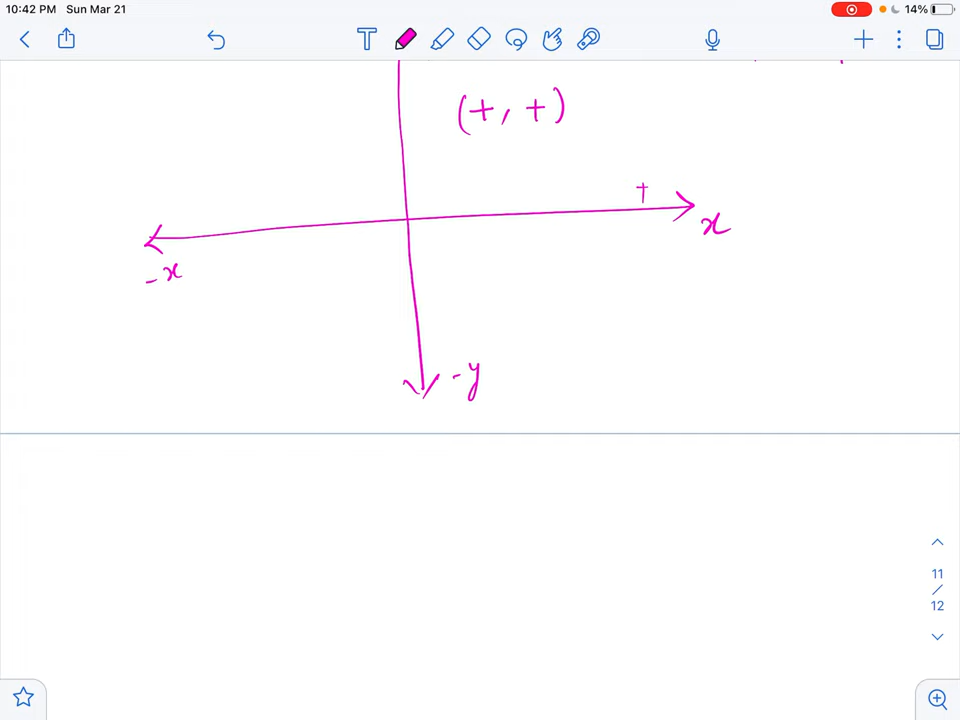 10:42 PM Sun Mar 21
14%
T
(+, +)
+
x
-x
-y
11
/
12